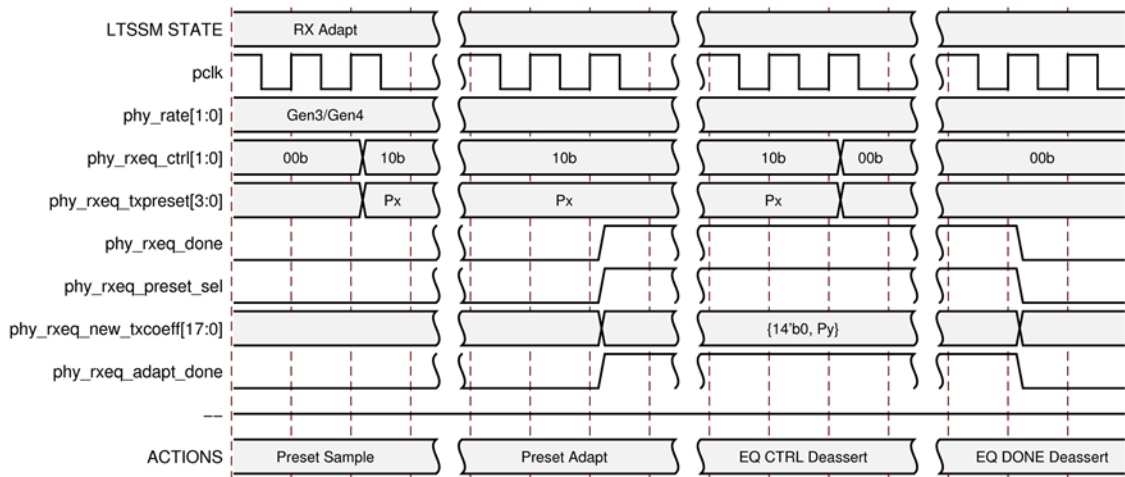 LTSSM STATE RX Adapt
pclk
phy_rate[1:0] Gen3/Gen4
phy_rxeq_ctrl[1:0] 00b 10b 10b 10b 00b 00b
phy_rxeq_txpreset[3:0] Px Px Px
phy_rxeq_done
phy_rxeq_preset_sel
phy_rxeq_new_txcoeff[17:0] {14'b0, Py}
phy_rxeq_adapt_done
––
ACTIONS Preset Sample Preset Adapt EQ CTRL Deassert EQ DONE Deassert